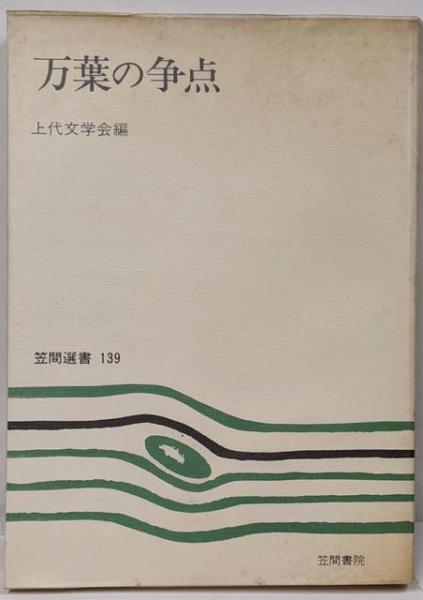 万葉の争点
上代文学会編
笠間選書 139
笠間書院